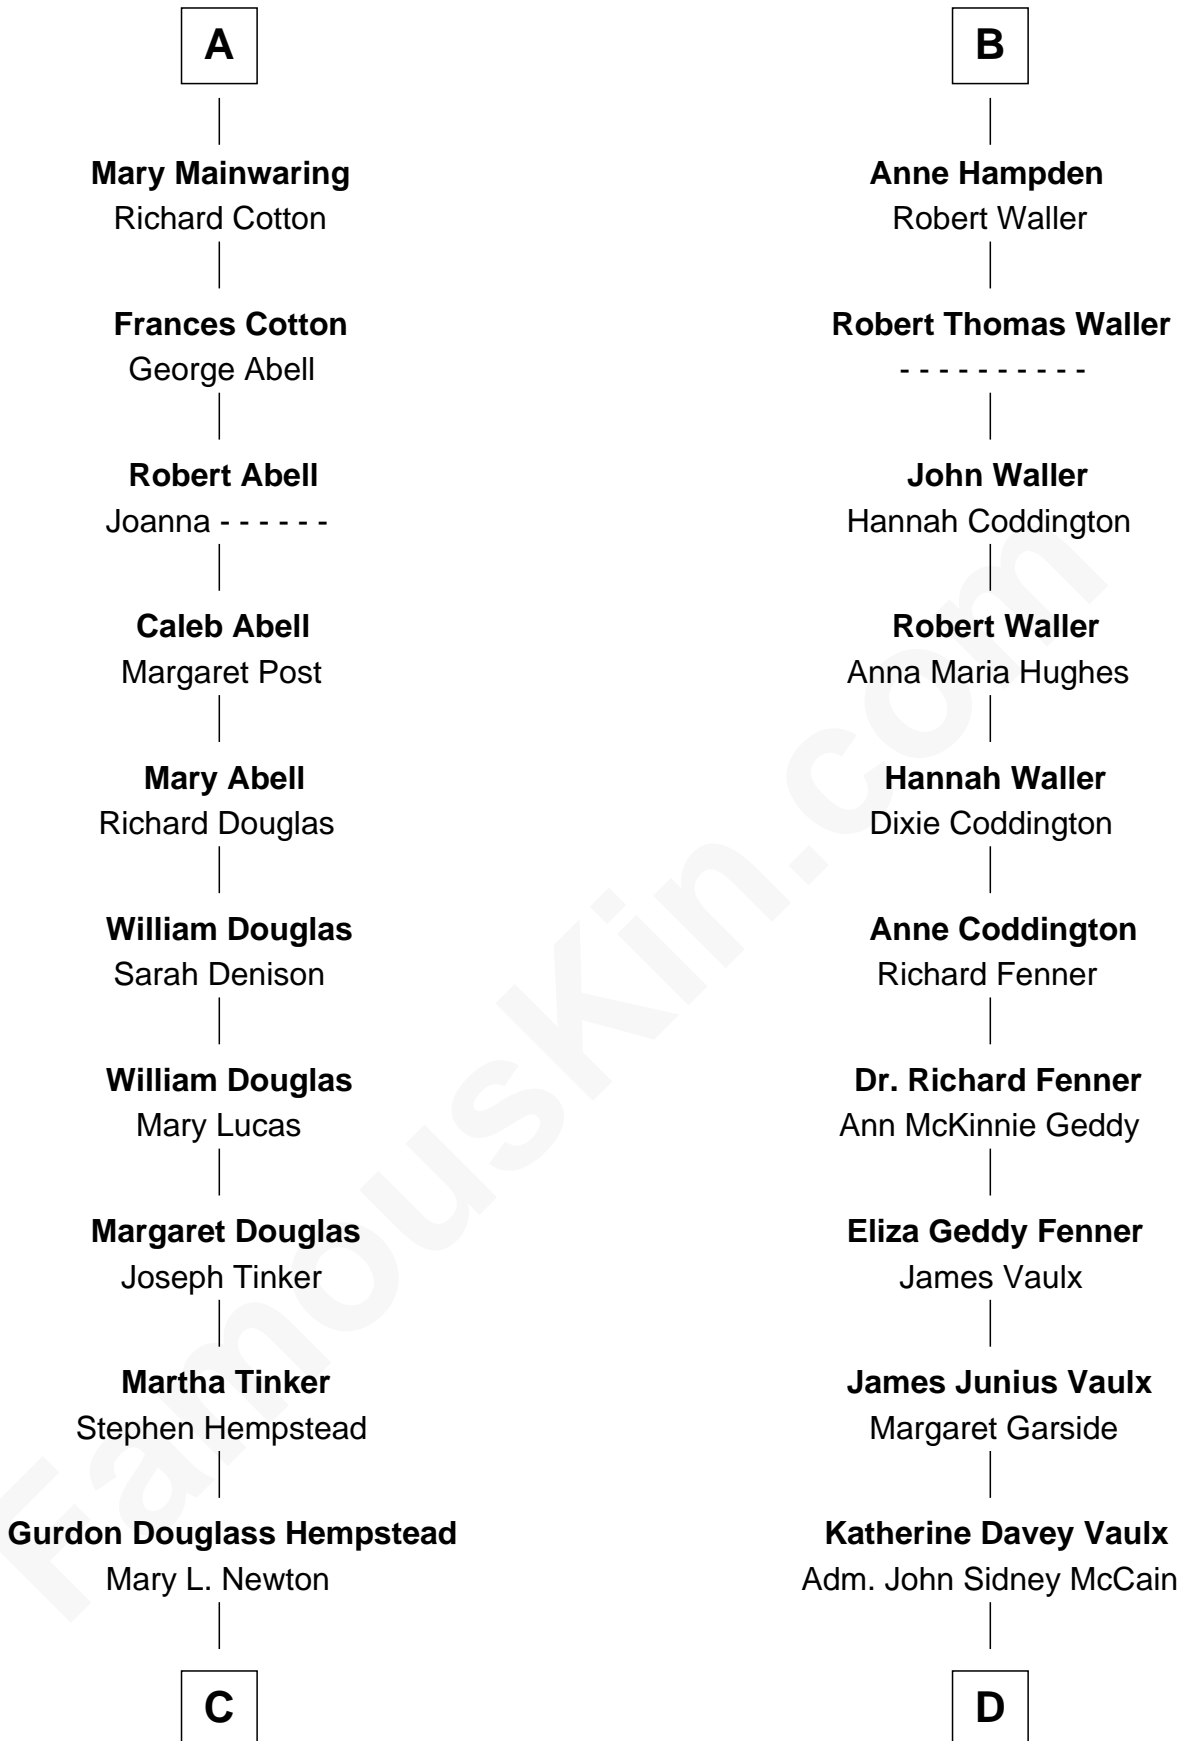 A
Mary Mainwaring
Richard Cotton
Frances Cotton
George Abell
Robert Abell
Joanna - - - - - -
Caleb Abell
Margaret Post
Mary Abell
Richard Douglas
William Douglas
Sarah Denison
William Douglas
Mary Lucas
Margaret Douglas
Joseph Tinker
Martha Tinker
Stephen Hempstead
Gurdon Douglass Hempstead
Mary L. Newton
C
B
Anne Hampden
Robert Waller
Robert Thomas Waller
- - - - - - - - - -
John Waller
Hannah Coddington
Robert Waller
Anna Maria Hughes
Hannah Waller
Dixie Coddington
Anne Coddington
Richard Fenner
Dr. Richard Fenner
Ann McKinnie Geddy
Eliza Geddy Fenner
James Vaulx
James Junius Vaulx
Margaret Garside
Katherine Davey Vaulx
Adm. John Sidney McCain
D
FamousKin.com